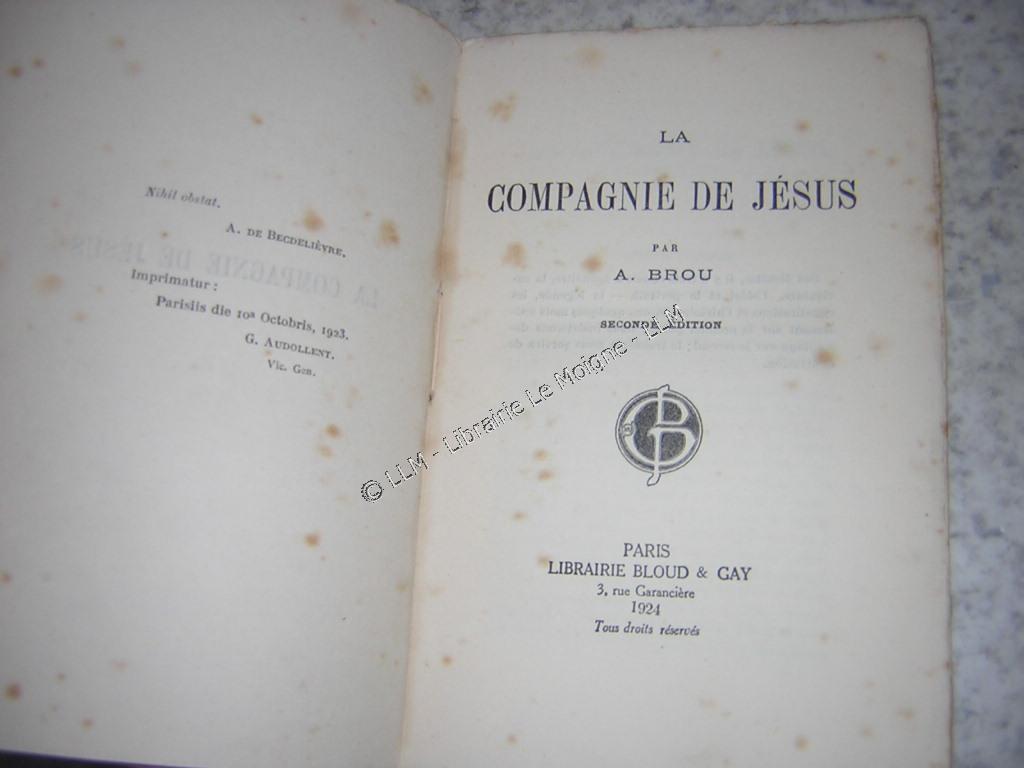 Nihil obstat.
A. DE BECDELIÈVRE.
Imprimatur :
Parisiis die 10a Octobris, 1923.
G. AUDOLLENT.
Vic. Gen.
LA
COMPAGNIE DE JÉSUS
PAR
A. BROU
SECONDE ÉDITION
PARIS
LIBRAIRIE BLOUD & GAY
3, rue Garancière
1924
Tous droits réservés
© LLM - Librairie Le Moigne - LLM